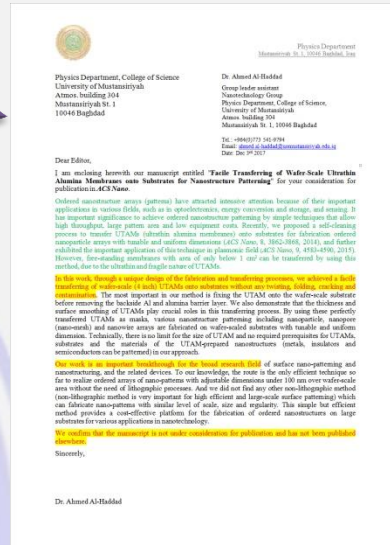 Physics Department
Mustansiriyah St. 1, 10046 Baghdad, Iraq
Physics Department, College of Science
University of Mustansiriyah
Atmos. building 304
Mustansiriyah St. 1
10046 Baghdad
Dr. Ahmed Al-Haddad
Group leader assistant
Nanotechnology Group
Physics Department, College of Science,
University of Mustansiriyah
Atmos. building 304
Mustansiriyah St. 1, 10046 Baghdad
Tel.: +964(0)773 541-9794
Email: ahmed.al-haddad@uomustansiriyah.edu.iq
Date: Dec 5th 2017
Dear Editor,
I am enclosing herewith our manuscript entitled "Facile Transferring of Wafer-Scale Ultrathin
Alumina Membranes onto Substrates for Nanostructure Patterning" for your consideration for
publication in ACS Nano.
Ordered nanostructure arrays (patterns) have attracted intensive attention because of their important
applications in various fields, such as in optoelectronics, energy conversion and storage, and sensing. It
has important significance to achieve ordered nanostructure patterning by simple techniques that allow
high throughput, large pattern area and low equipment costs. Recently, we proposed a self-cleaning
process to transfer UTAMs (ultrathin alumina membranes) onto substrates for fabrication ordered
nanoparticle arrays with tunable and uniform dimensions (ACS Nano, 8, 3862-3868, 2014), and further
exhibited the important application of this technique in plasmonic field (ACS Nano, 9, 4583-4590, 2015).
However, free-standing membranes with area of only below 1 cm² can be transferred by using this
method, due to the ultrathin and fragile nature of UTAMs.
In this work, through a unique design of the fabrication and transferring processes, we achieved a facile
transferring of wafer-scale (4 inch) UTAMs onto substrates without any twisting, folding, cracking and
contamination. The most important in our method is fixing the UTAM onto the wafer-scale substrate
before removing the backside Al and alumina barrier layer. We also demonstrate that the thickness and
surface smoothing of UTAMs play crucial roles in this transferring process. By using these perfectly
transferred UTAMs as masks, various nanostructure patterning including nanoparticle, nanopore
(nano-mesh) and nanowire arrays are fabricated on wafer-scaled substrates with tunable and uniform
dimension. Technically, there is no limit for the size of UTAM and no required prerequisites for UTAMs,
substrates and the materials of the UTAM-prepared nanostructures (metals, insulators and
semiconductors can be patterned) in our approach.
Our work is an important breakthrough for the broad research field of surface nano-patterning and
nanostructuring, and the related devices. To our knowledge, the route is the only efficient technique so
far to realize ordered arrays of nano-patterns with adjustable dimensions under 100 nm over wafer-scale
area without the need of lithographic processes. And we did not find any other non-lithographic method
(non-lithographic method is very important for high efficient and large-scale surface patterning) which
can fabricate nano-patterns with similar level of scale, size and regularity. This simple but efficient
method provides a cost-effective platform for the fabrication of ordered nanostructures on large
substrates for various applications in nanotechnology.
We confirm that the manuscript is not under consideration for publication and has not been published
elsewhere.
Sincerely,
Dr. Ahmed Al-Haddad